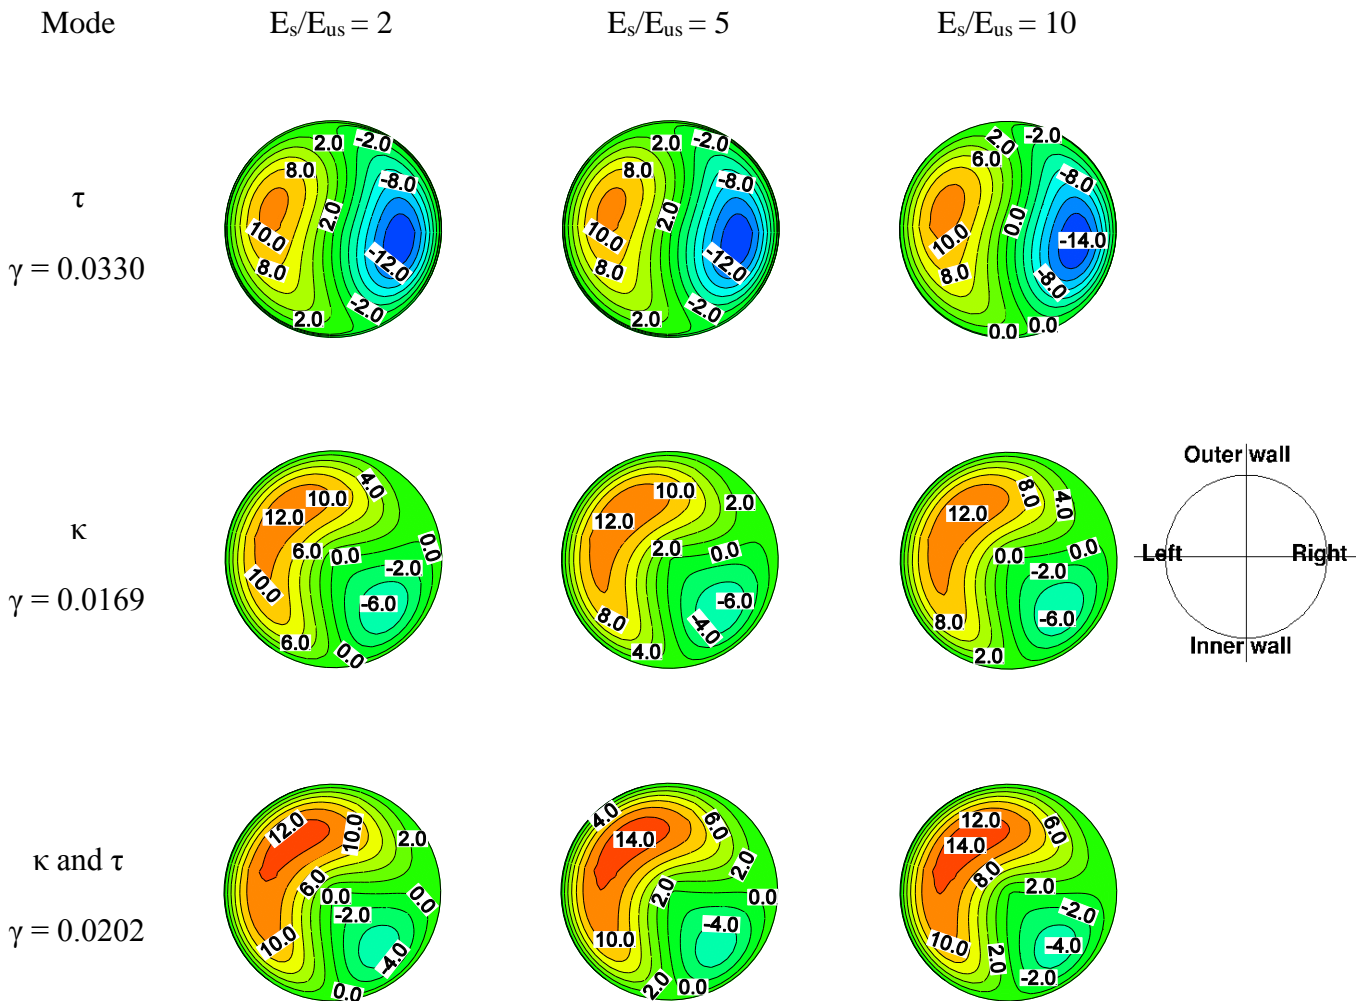 Mode Es/Eus = 2 Es/Eus = 5 Es/Eus = 10
2.0 -2.0 2.0 -2.0 2.0 -2.0
8.0 -8.0 8.0 -8.0 6.0 -8.0
τ
2.0 2.0 0.0
10.0 -12.0 10.0 -12.0 10.0 -14.0
γ = 0.0330
8.0 -2.0 8.0 -2.0 8.0 -8.0
2.0 2.0 0.0 0.0
Outer wall
4.0 10.0 10.0 2.0 8.0 4.0
12.0 12.0 12.0
κ
6.0 0.0 0.0 2.0 0.0 0.0 0.0
Left Right
-2.0 -2.0
10.0 -6.0 -6.0 -6.0
γ = 0.0169
8.0 -4.0 8.0
6.0 0.0 4.0 2.0
Inner wall
12.0 10.0 2.0 4.0 14.0 6.0 12.0 6.0
14.0
κ and τ
6.0 2.0 8.0
0.0 0.0 2.0 0.0 2.0
-2.0 -4.0 -2.0
γ = 0.0202
10.0 -4.0 10.0 10.0 2.0 -4.0
0.0 2.0 0.0 -2.0